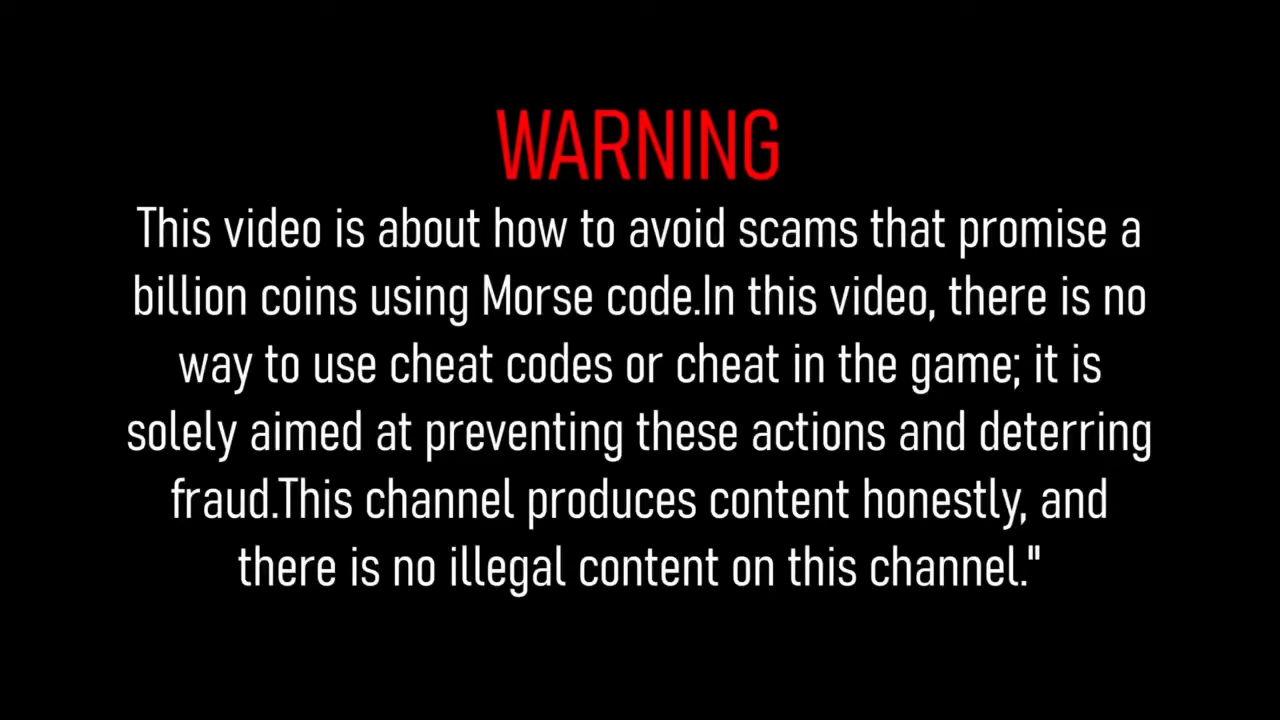 WARNING
This video is about how to avoid scams that promise a
billion coins using Morse code.In this video, there is no
way to use cheat codes or cheat in the game; it is
solely aimed at preventing these actions and deterring
fraud.This channel produces content honestly, and
there is no illegal content on this channel."